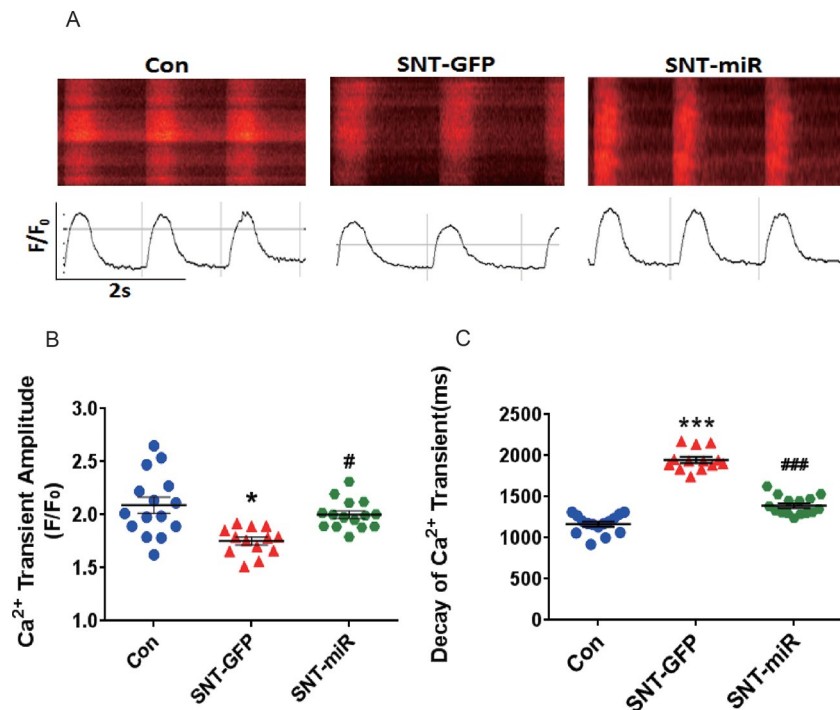 A
Con SNT-GFP SNT-miR
F/F₀
2s
B
Ca²⁺ Transient Amplitude
(F/F₀)
3.0
2.5
2.0
1.5
1.0
*
#
Con SNT-GFP SNT-miR
C
Decay of Ca²⁺ Transient(ms)
2500
2000
1500
1000
500
0
***
###
Con SNT-GFP SNT-miR